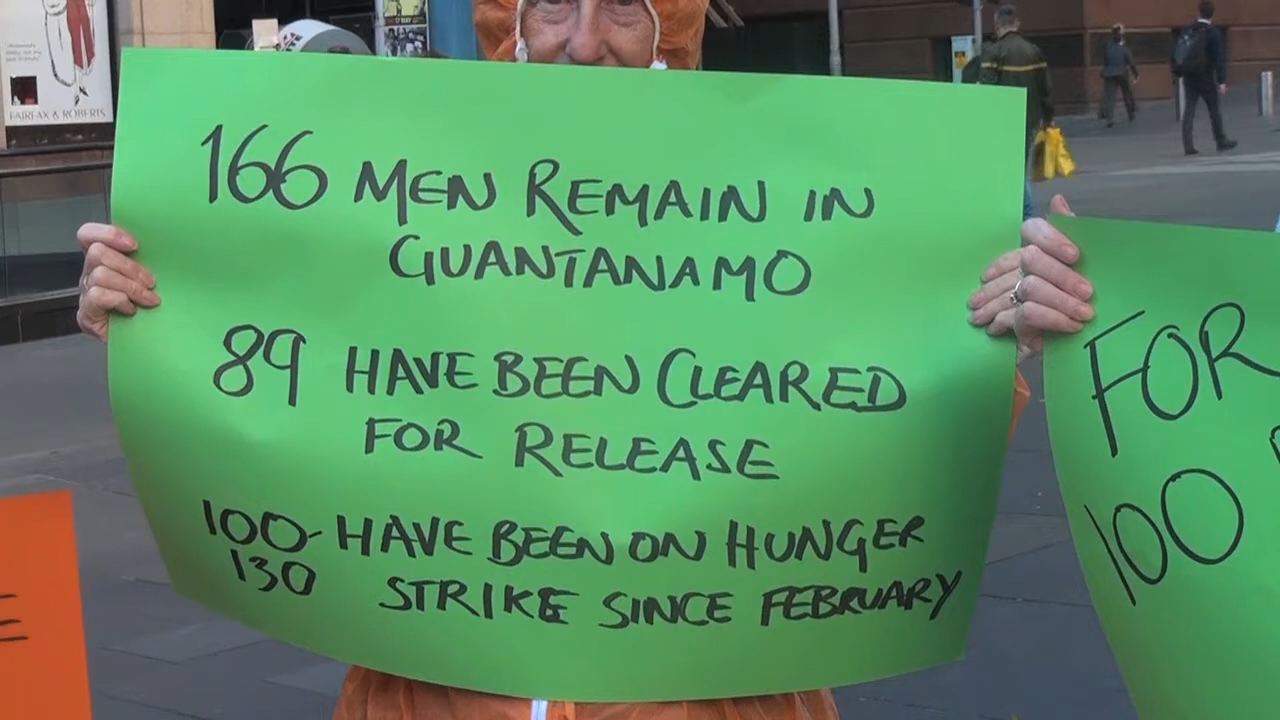 FAIRFAX & ROBERTS
166 MEN REMAIN IN
GUANTANAMO
89 HAVE BEEN CLEARED
FOR RELEASE
100- HAVE BEEN ON HUNGER
130 STRIKE SINCE FEBRUARY
FOR
100
E